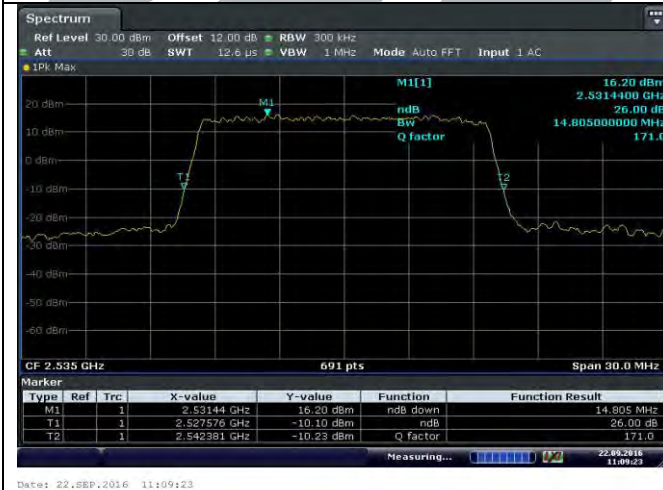 Spectrum
Ref Level 30.00 dBm Offset 12.00 dB RBW 300 kHz
Att 30 dB SWT 12.6 µs VBW 1 MHz Mode Auto FFT Input 1 AC
1Pk Max
M1[1] 16.20 dBm
2.5314400 GHz
20 dBm
M1
ndB 26.00 dB
10 dBm
Bw 14.805000000 MHz
Q factor 171.0
0 dBm
T1
T2
-10 dBm
-20 dBm
-30 dBm
-40 dBm
-50 dBm
-60 dBm
CF 2.535 GHz 691 pts Span 30.0 MHz
Marker
Type Ref Trc X-value Y-value Function Function Result
M1 1 2.53144 GHz 16.20 dBm ndB down 14.805 MHz
T1 1 2.527576 GHz -10.10 dBm ndB 26.00 dB
T2 1 2.542381 GHz -10.23 dBm Q factor 171.0
Measuring... 22.09.2016
11:09:23
Date: 22.SEP.2016 11:09:23